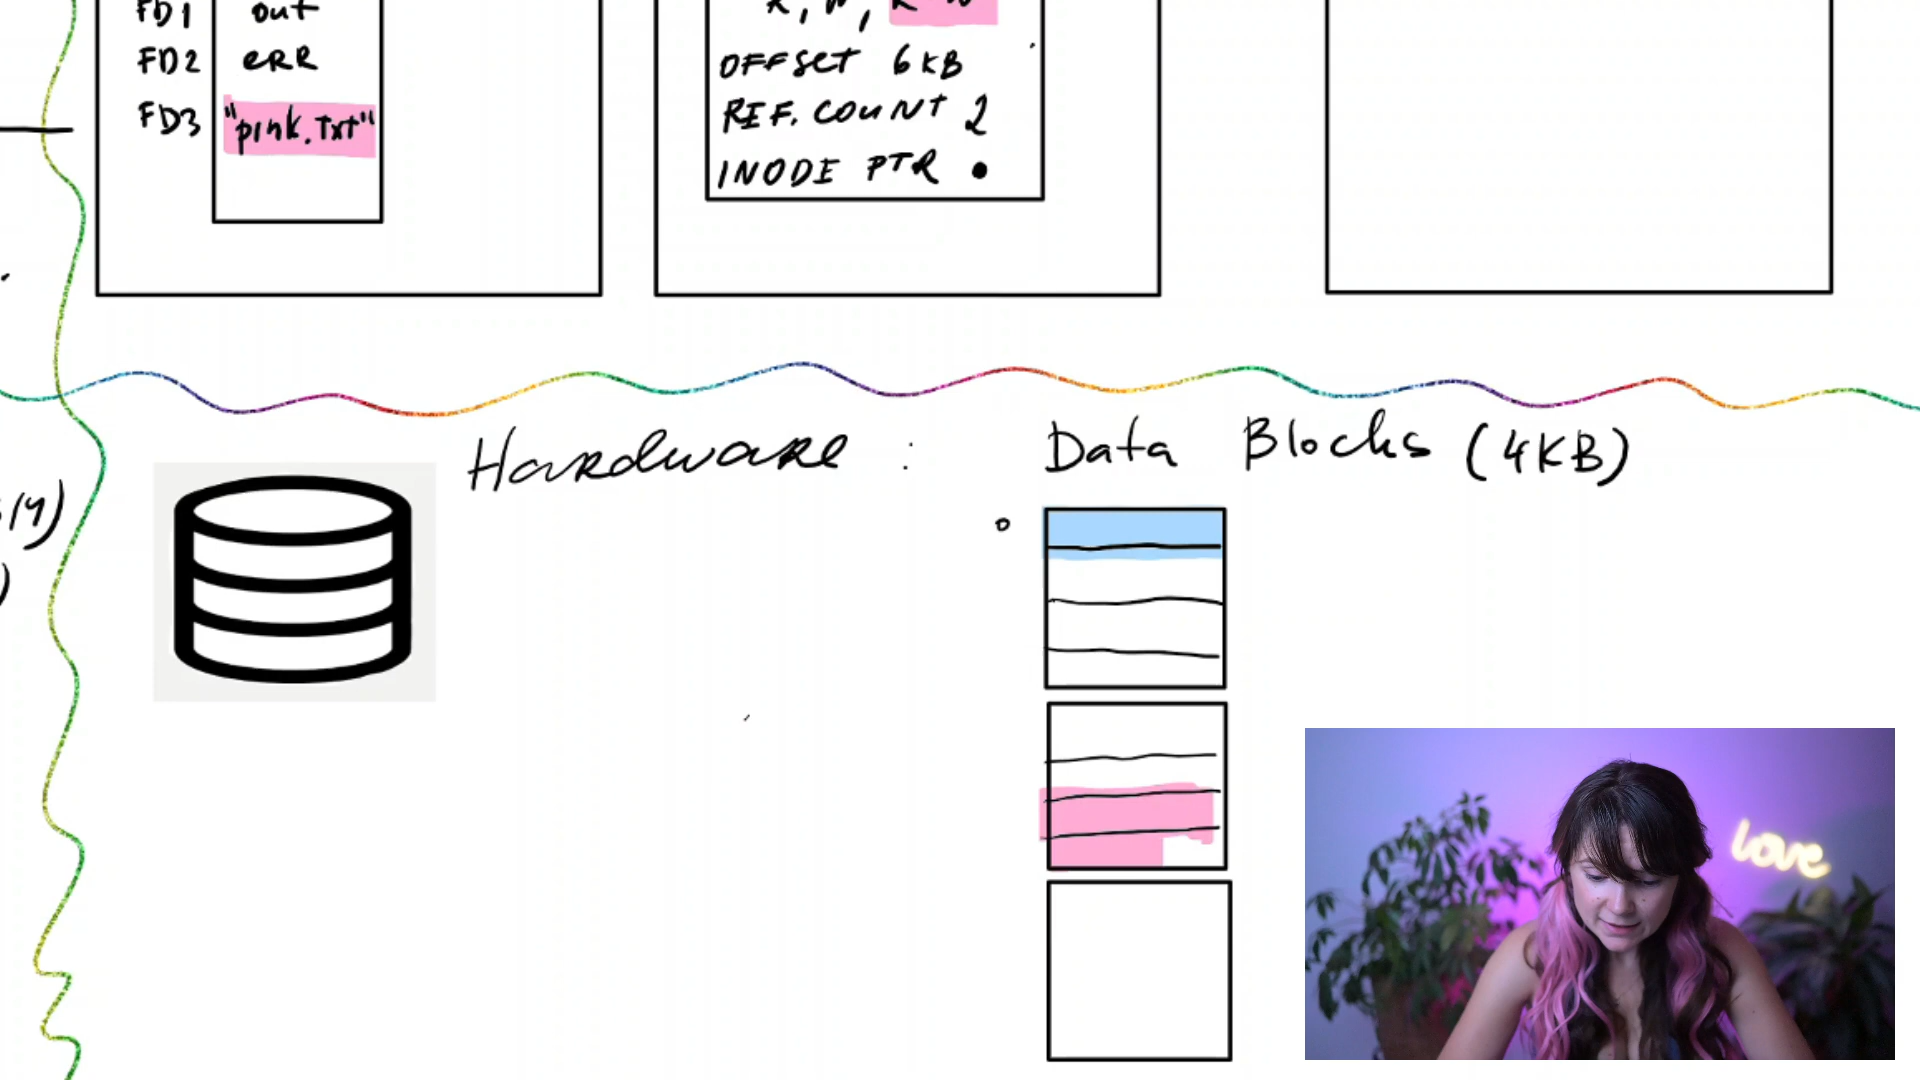 FD1 out
FD2 eRR
FD3 "pink.txt"
R, W, R W
OFFSET 6KB
REF. COUNT 2
INODE PTR
Hardware : Data Blocks (4KB)
love